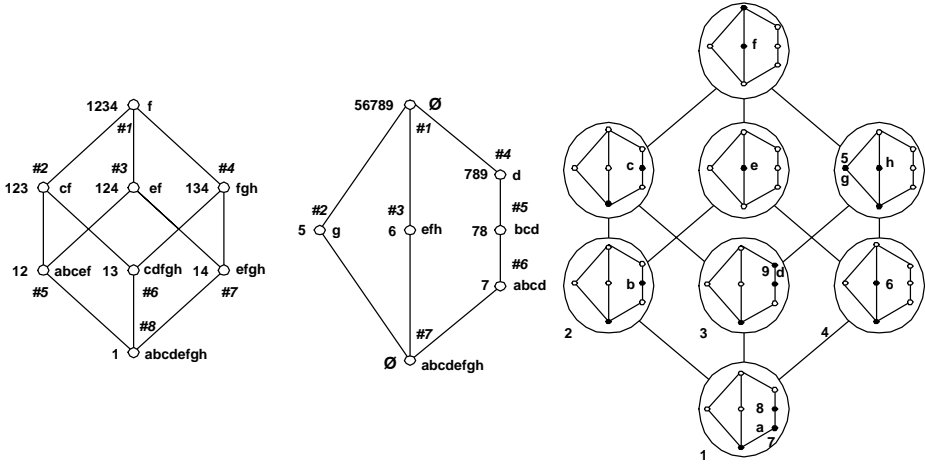 1234 f
#1
#2 #3 #4
123 cf 124 ef 134 fgh
12 abcef 13 cdfgh 14 efgh
#5 #6 #7
#8
1 abcdefgh
56789 Ø
#1
#4
789 d
#2 #3 #5
5 g 6 efh 78 bcd
#6
7 abcd
#7
Ø abcdefgh
f
c e 5 h
g
b 9 d 6
2 3 4
8
a
7
1